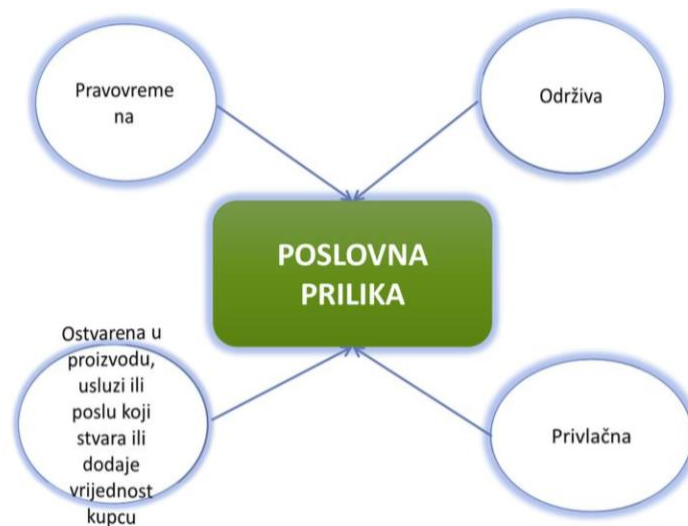 Pravovreme
na
Održiva
POSLOVNA
PRILIKA
Ostvarena u
proizvodu,
usluzi ili
poslu koji
stvara ili
dodaje
vrijednost
kupcu
Privlačna